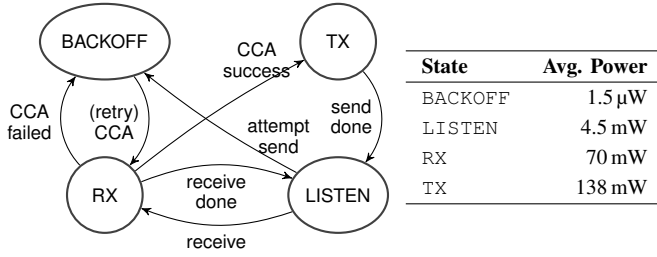 BACKOFF
TX
CCA
success
CCA
failed
(retry)
CCA
attempt
send
send
done
RX
receive
done
LISTEN
receive
State Avg. Power
BACKOFF 1.5 µW
LISTEN 4.5 mW
RX 70 mW
TX 138 mW